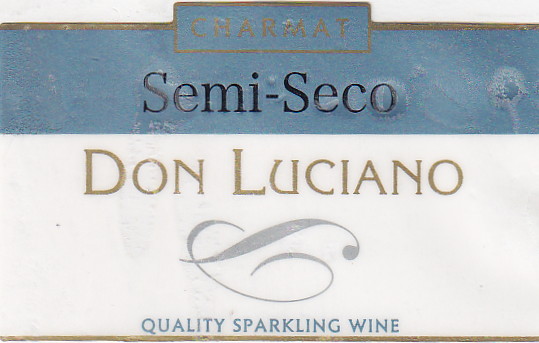 CHARMAT
Semi-Seco
DON LUCIANO
QUALITY SPARKLING WINE